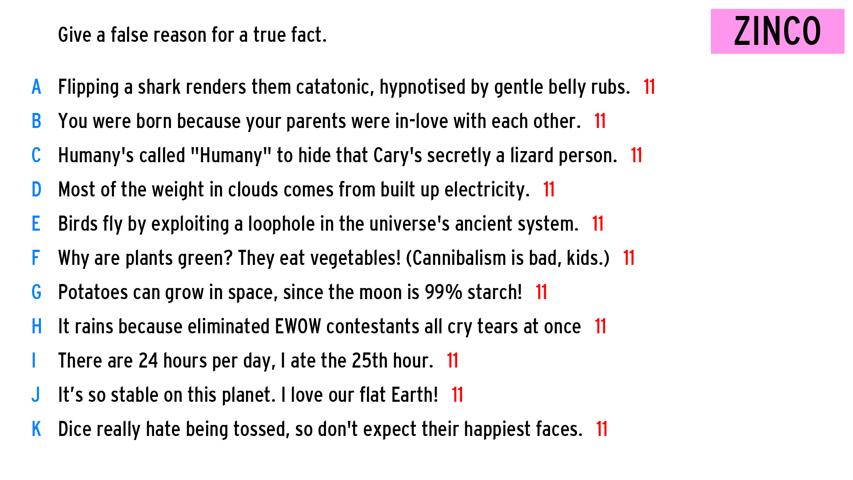 Give a false reason for a true fact.
ZINCO
A Flipping a shark renders them catatonic, hypnotised by gentle belly rubs. 11
B You were born because your parents were in-love with each other. 11
C Humany's called "Humany" to hide that Cary's secretly a lizard person. 11
D Most of the weight in clouds comes from built up electricity. 11
E Birds fly by exploiting a loophole in the universe's ancient system. 11
F Why are plants green? They eat vegetables! (Cannibalism is bad, kids.) 11
G Potatoes can grow in space, since the moon is 99% starch! 11
H It rains because eliminated EWOW contestants all cry tears at once 11
I There are 24 hours per day, I ate the 25th hour. 11
J It’s so stable on this planet. I love our flat Earth! 11
K Dice really hate being tossed, so don't expect their happiest faces. 11